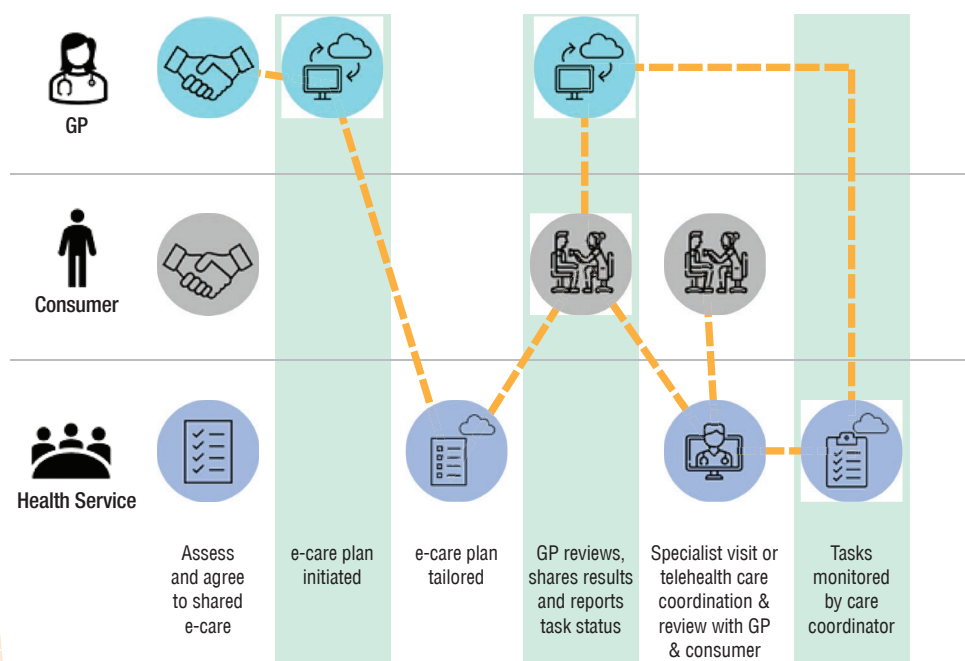 GP
Consumer
Health Service
Assess
and agree
to shared
e-care
e-care plan
initiated
e-care plan
tailored
GP reviews,
shares results
and reports
task status
Specialist visit or
telehealth care
coordination &
review with GP
& consumer
Tasks
monitored
by care
coordinator